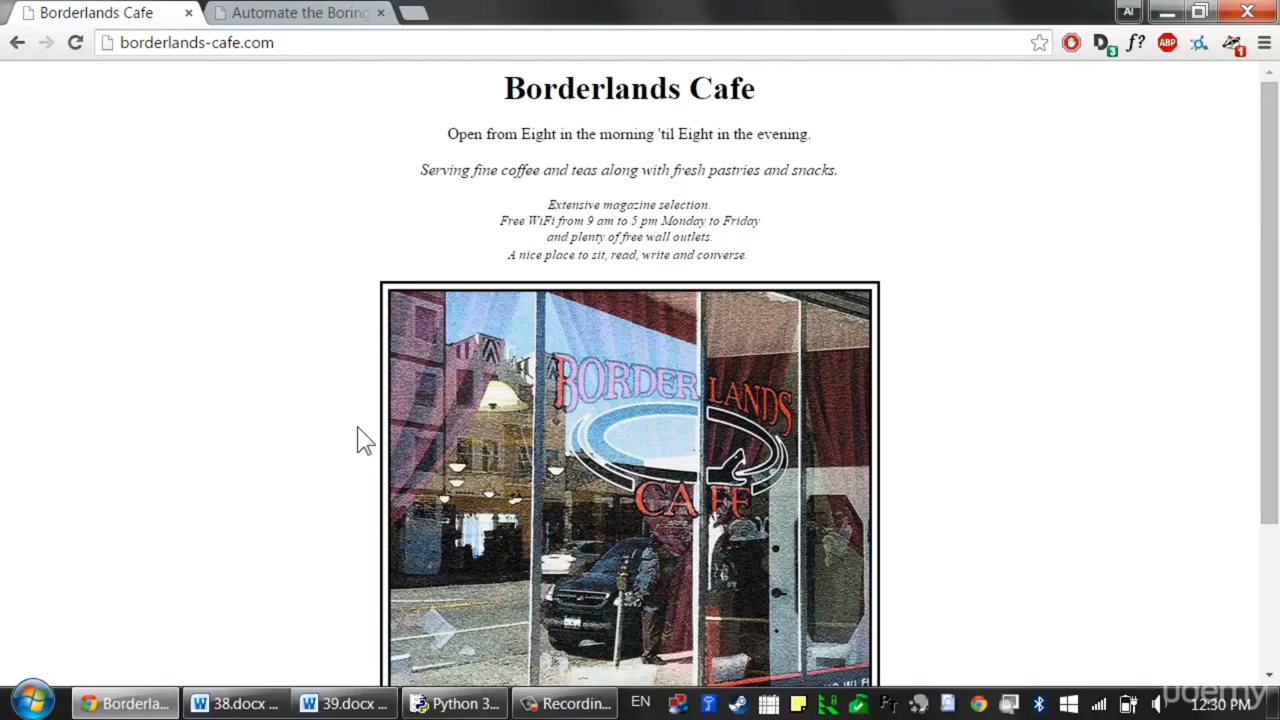 Borderlands Cafe
Automate the Boring
borderlands-cafe.com
Borderlands Cafe
Open from Eight in the morning 'til Eight in the evening.
Serving fine coffee and teas along with fresh pastries and snacks.
Extensive magazine selection.
Free WiFi from 9 am to 5 pm Monday to Friday
and plenty of free wall outlets.
A nice place to sit, read, write and converse.
BORDERLANDS
CAFE
Borderla...
38.docx ...
39.docx ...
Python 3...
Recordin...
EN
12:30 PM
udemy